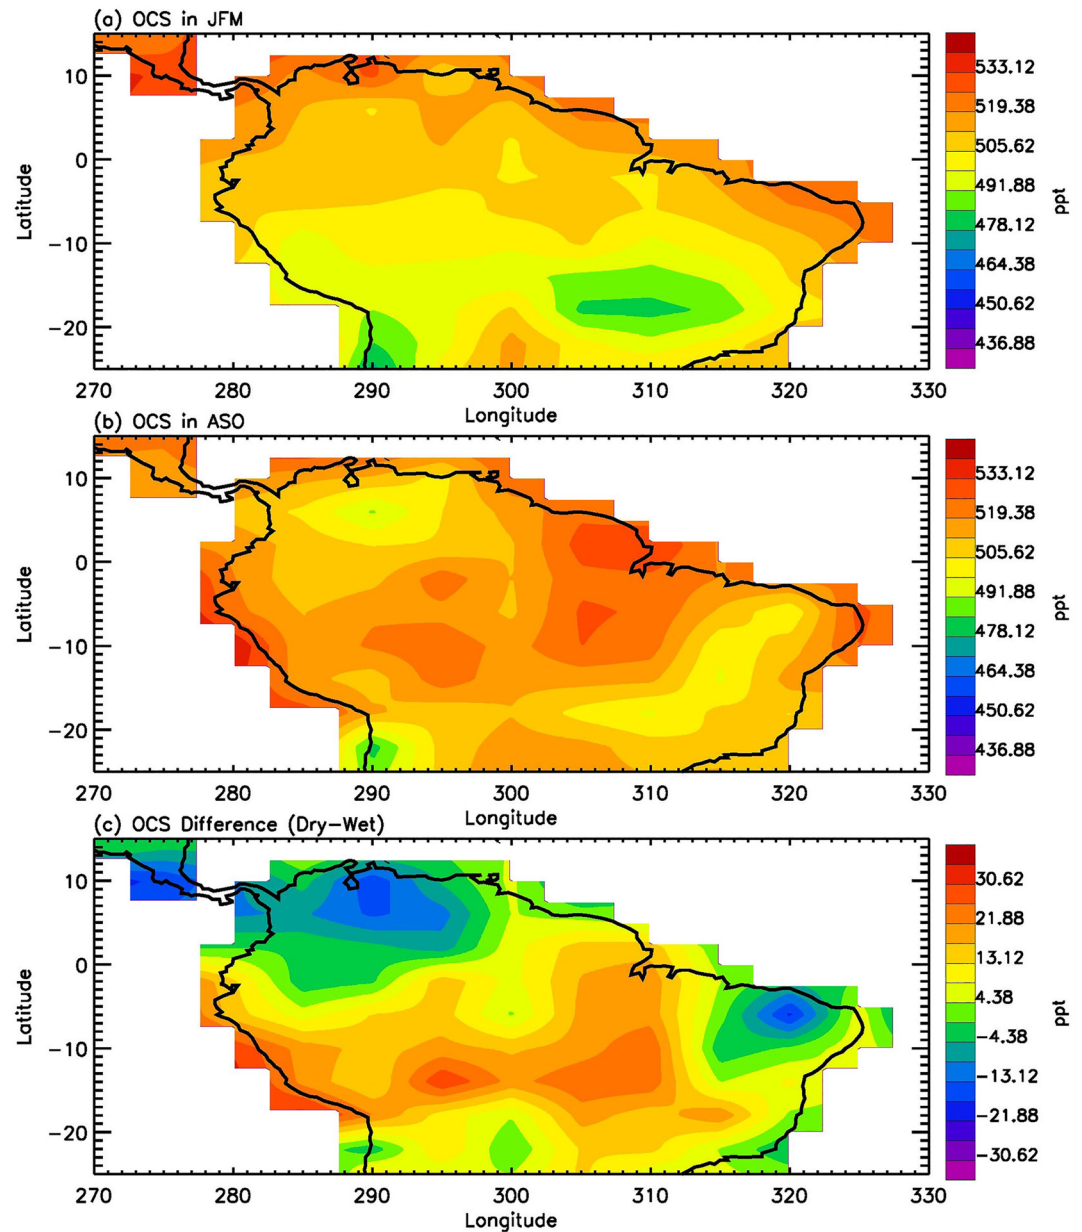 (a) OCS in JFM
10
0
-10
-20
Latitude
270 280 290 300 310 320 330
Longitude
533.12
519.38
505.62
491.88
478.12
464.38
450.62
436.88
ppt
(b) OCS in ASO
10
0
-10
-20
Latitude
270 280 290 300 310 320 330
Longitude
533.12
519.38
505.62
491.88
478.12
464.38
450.62
436.88
ppt
(c) OCS Difference (Dry-Wet)
10
0
-10
-20
Latitude
270 280 290 300 310 320 330
Longitude
30.62
21.88
13.12
4.38
-4.38
-13.12
-21.88
-30.62
ppt